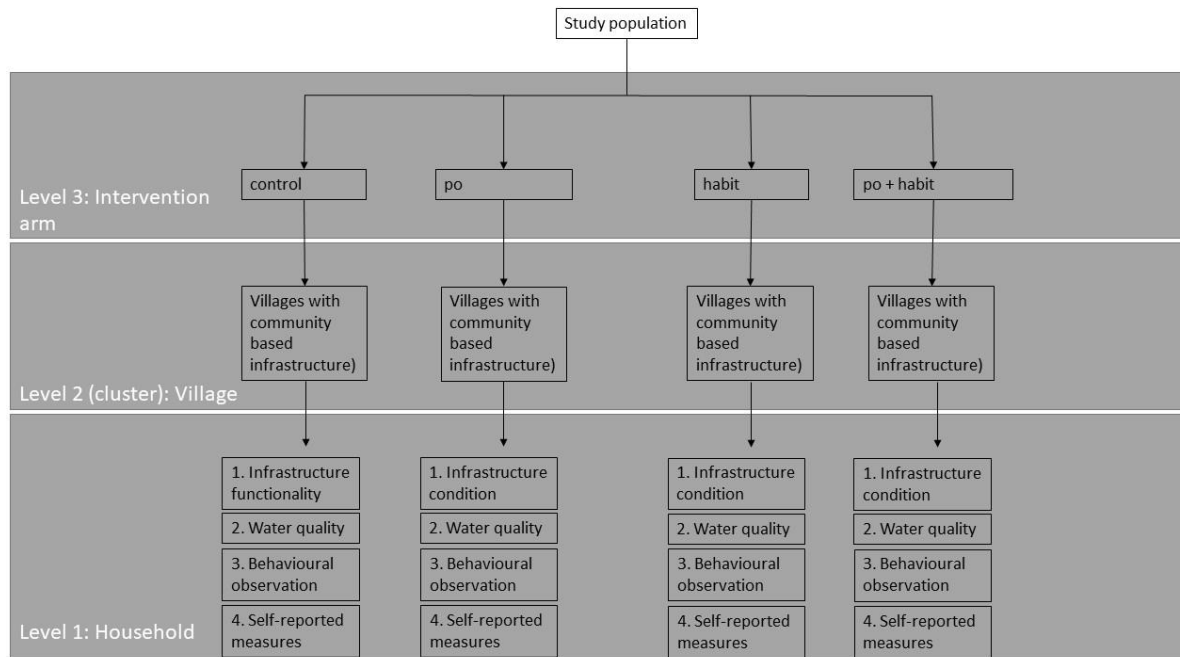 Study population
control
po
habit
po + habit
Level 3: Intervention
arm
Villages with
community
based
infrastructure)
Villages with
community
based
infrastructure)
Villages with
community
based
infrastructure)
Villages with
community
based
infrastructure)
Level 2 (cluster): Village
1. Infrastructure
functionality
2. Water quality
3. Behavioural
observation
4. Self-reported
measures
1. Infrastructure
condition
2. Water quality
3. Behavioural
observation
4. Self-reported
measures
1. Infrastructure
condition
2. Water quality
3. Behavioural
observation
4. Self-reported
measures
1. Infrastructure
condition
2. Water quality
3. Behavioural
observation
4. Self-reported
measures
Level 1: Household